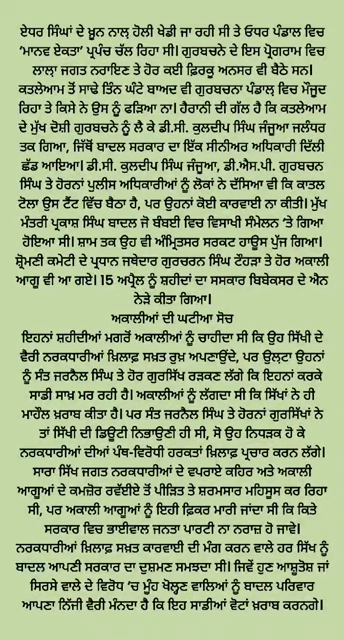 ਏਧਰ ਸਿੰਘਾਂ ਦੇ ਖ਼ੂਨ ਨਾਲ ਹੋਲੀ ਖੇਡੀ ਜਾ ਰਹੀ ਸੀ ਤੇ ਓਧਰ ਪੰਡਾਲ ਵਿਚ
'ਮਾਨਵ ਏਕਤਾ' ਪ੍ਰਪੰਚ ਚੱਲ ਰਿਹਾ ਸੀ। ਗੁਰਬਚਨੇ ਦੇ ਇਸ ਪ੍ਰੋਗਰਾਮ ਵਿਚ
ਲਾਲਾ ਜਗਤ ਨਰਾਇਣ ਤੇ ਹੋਰ ਕਈ ਫ਼ਿਰਕੂ ਅਨਸਰ ਵੀ ਬੈਠੇ ਸਨ।
ਕਤਲੇਆਮ ਤੋਂ ਸਾਢੇ ਤਿੰਨ ਘੰਟੇ ਬਾਅਦ ਵੀ ਗੁਰਬਚਨਾ ਪੰਡਾਲ ਵਿਚ ਮੌਜੂਦ
ਰਿਹਾ ਤੇ ਕਿਸੇ ਨੇ ਉਸ ਨੂੰ ਫੜਿਆ ਨਾ। ਹੈਰਾਨੀ ਦੀ ਗੱਲ ਹੈ ਕਿ ਕਤਲੇਆਮ
ਦੇ ਮੁੱਖ ਦੋਸ਼ੀ ਗੁਰਬਚਨੇ ਨੂੰ ਲੈ ਕੇ ਡੀ.ਸੀ. ਕੁਲਦੀਪ ਸਿੰਘ ਜੰਜੂਆ ਜਲੰਧਰ
ਤਕ ਗਿਆ, ਜਿੱਥੋਂ ਬਾਦਲ ਸਰਕਾਰ ਦਾ ਇੱਕ ਸੀਨੀਅਰ ਅਧਿਕਾਰੀ ਦਿੱਲੀ
ਛੱਡ ਆਇਆ। ਡੀ.ਸੀ. ਕੁਲਦੀਪ ਸਿੰਘ ਜੰਜੂਆ, ਡੀ.ਐਸ.ਪੀ. ਗੁਰਬਚਨ
ਸਿੰਘ ਤੇ ਹੋਰਨਾਂ ਪੁਲੀਸ ਅਧਿਕਾਰੀਆਂ ਨੂੰ ਲੋਕਾਂ ਨੇ ਦੱਸਿਆ ਵੀ ਕਿ ਕਾਤਲ
ਟੋਲਾ ਉਸ ਟੈਂਟ ਵਿੱਚ ਬੈਠਾ ਹੈ, ਪਰ ਉਹਨਾਂ ਕੋਈ ਕਾਰਵਾਈ ਨਾ ਕੀਤੀ। ਮੁੱਖ
ਮੰਤਰੀ ਪ੍ਰਕਾਸ਼ ਸਿੰਘ ਬਾਦਲ ਜੋ ਬੰਬਈ ਵਿਚ ਵਿਸਾਖੀ ਸੰਮੇਲਨ 'ਤੇ ਗਿਆ
ਹੋਇਆ ਸੀ। ਸ਼ਾਮ ਤਕ ਉਹ ਵੀ ਅੰਮ੍ਰਿਤਸਰ ਸਰਕਟ ਹਾਊਸ ਪੁੱਜ ਗਿਆ।
ਸ਼੍ਰੋਮਣੀ ਕਮੇਟੀ ਦੇ ਪ੍ਰਧਾਨ ਜਥੇਦਾਰ ਗੁਰਚਰਨ ਸਿੰਘ ਟੌਹੜਾ ਤੇ ਹੋਰ ਅਕਾਲੀ
ਆਗੂ ਵੀ ਆ ਗਏ। 15 ਅਪ੍ਰੈਲ ਨੂੰ ਸ਼ਹੀਦਾਂ ਦਾ ਸਸਕਾਰ ਬਿਬੇਕਸਰ ਦੇ ਐਨ
ਨੇੜੇ ਕੀਤਾ ਗਿਆ।
ਅਕਾਲੀਆਂ ਦੀ ਘਟੀਆ ਸੋਚ
ਇਹਨਾਂ ਸ਼ਹੀਦੀਆਂ ਮਗਰੋਂ ਅਕਾਲੀਆਂ ਨੂੰ ਚਾਹੀਦਾ ਸੀ ਕਿ ਉਹ ਸਿੱਖੀ ਦੇ
ਵੈਰੀ ਨਰਕਧਾਰੀਆਂ ਖ਼ਿਲਾਫ਼ ਸਖ਼ਤ ਰੁਖ਼ ਅਪਣਾਉਂਦੇ, ਪਰ ਉਲ੍ਟਾ ਉਹਨਾਂ
ਨੂੰ ਸੰਤ ਜਰਨੈਲ ਸਿੰਘ ਤੇ ਹੋਰ ਗੁਰਸਿੱਖ ਰੜਕਣ ਲੱਗੇ ਕਿ ਇਹਨਾਂ ਕਰਕੇ
ਸਾਡੀ ਸਾਖ਼ ਮਰ ਰਹੀ ਹੈ। ਅਕਾਲੀਆਂ ਨੂੰ ਲੱਗਦਾ ਸੀ ਕਿ ਸਿੱਖਾਂ ਨੇ ਹੀ
ਮਾਹੌਲ ਖ਼ਰਾਬ ਕੀਤਾ ਹੈ। ਪਰ ਸੰਤ ਜਰਨੈਲ ਸਿੰਘ ਤੇ ਹੋਰਨਾਂ ਗੁਰਸਿੱਖਾਂ ਨੇ
ਤਾਂ ਸਿੱਖੀ ਦੀ ਡਿਊਟੀ ਨਿਭਾਉਣੀ ਹੀ ਸੀ, ਸੋ ਉਹ ਨਿਧੜਕ ਹੋ ਕੇ
ਨਰਕਧਾਰੀਆਂ ਦੀਆਂ ਪੰਥ-ਵਿਰੋਧੀ ਹਰਕਤਾਂ ਖ਼ਿਲਾਫ਼ ਪ੍ਰਚਾਰ ਕਰਨ ਲੱਗੇ।
ਸਾਰਾ ਸਿੱਖ ਜਗਤ ਨਰਕਧਾਰੀਆਂ ਦੇ ਵਪਰਾਏ ਕਹਿਰ ਅਤੇ ਅਕਾਲੀ
ਆਗੂਆਂ ਦੇ ਕਮਜ਼ੋਰ ਰਵੱਈਏ ਤੋਂ ਪੀੜਿਤ ਤੇ ਸ਼ਰਮਸਾਰ ਮਹਿਸੂਸ ਕਰ ਰਿਹਾ
ਸੀ, ਪਰ ਅਕਾਲੀ ਆਗੂਆਂ ਨੂੰ ਇਹੀ ਫ਼ਿਕਰ ਮਾਰੀ ਜਾਂਦਾ ਸੀ ਕਿ ਕਿਤੇ
ਸਰਕਾਰ ਵਿਚ ਭਾਈਵਾਲ ਜਨਤਾ ਪਾਰਟੀ ਨਾ ਨਰਾਜ਼ ਹੋ ਜਾਵੇ।
ਨਰਕਧਾਰੀਆਂ ਖ਼ਿਲਾਫ਼ ਸਖ਼ਤ ਕਾਰਵਾਈ ਦੀ ਮੰਗ ਕਰਨ ਵਾਲੇ ਹਰ ਸਿੱਖ ਨੂੰ
ਬਾਦਲ ਆਪਣੀ ਸਰਕਾਰ ਦਾ ਦੁਸ਼ਮਣ ਸਮਝਦਾ ਸੀ। ਜਿਵੇਂ ਹੁਣ ਆਸ਼ੂਤੋਸ਼ ਜਾਂ
ਸਿਰਸੇ ਵਾਲੇ ਦੇ ਵਿਰੋਧ 'ਚ ਮੂੰਹ ਖੋਲ੍ਹਣ ਵਾਲਿਆਂ ਨੂੰ ਬਾਦਲ ਪਰਿਵਾਰ
ਆਪਣਾ ਨਿੱਜੀ ਵੈਰੀ ਮੰਨਦਾ ਹੈ ਕਿ ਇਹ ਸਾਡੀਆਂ ਵੋਟਾਂ ਖ਼ਰਾਬ ਕਰਨਗੇ।